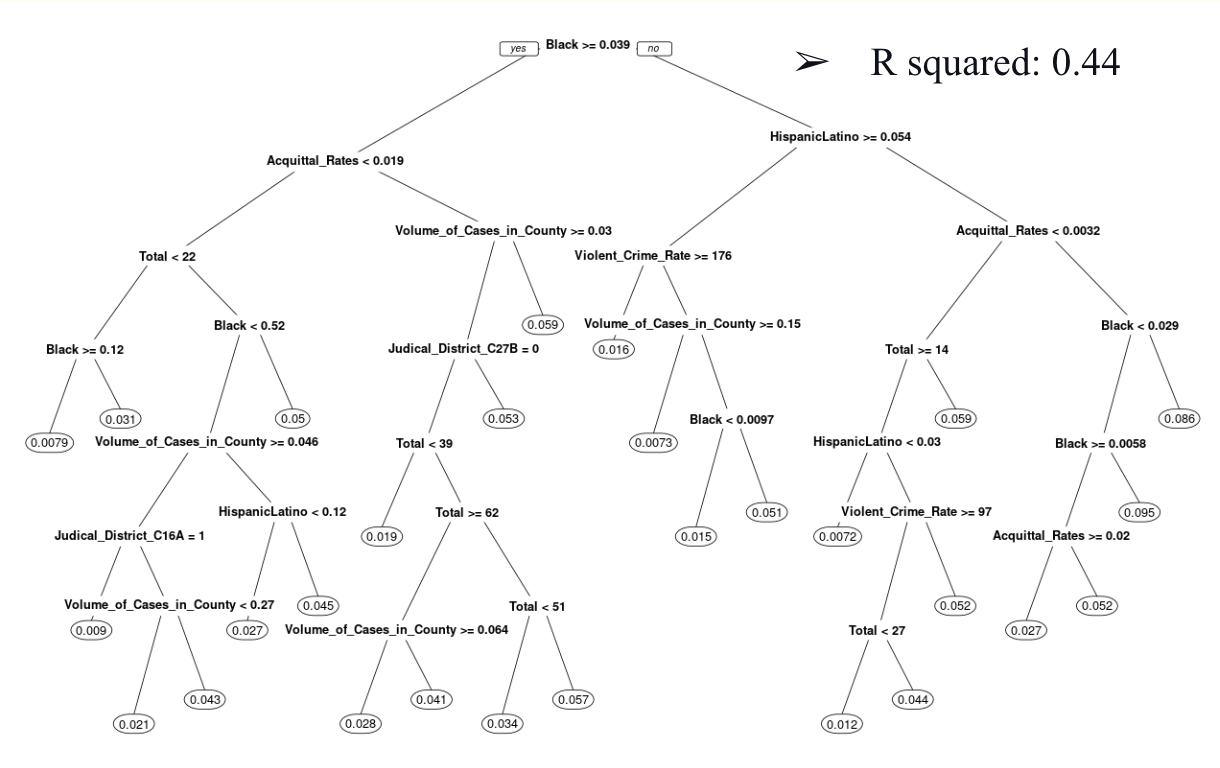 yes Black >= 0.039 no
➢ R squared: 0.44
HispanicLatino >= 0.054
Acquittal_Rates < 0.019
Volume_of_Cases_in_County >= 0.03
Acquittal_Rates < 0.0032
Total < 22
Violent_Crime_Rate >= 176
Black < 0.52
0.059
Volume_of_Cases_in_County >= 0.15
Black < 0.029
Black >= 0.12
Judical_District_C27B = 0
0.016
Total >= 14
0.031
0.05
0.053
Black < 0.0097
0.059
0.086
0.0079
Volume_of_Cases_in_County >= 0.046
Total < 39
0.0073
HispanicLatino < 0.03
Black >= 0.0058
HispanicLatino < 0.12
Total >= 62
0.051
Violent_Crime_Rate >= 97
0.095
Judical_District_C16A = 1
0.019
0.015
0.0072
Acquittal_Rates >= 0.02
Volume_of_Cases_in_County < 0.27
0.045
Total < 51
0.052
0.052
0.009
0.027
Volume_of_Cases_in_County >= 0.064
Total < 27
0.027
0.043
0.041
0.057
0.044
0.021
0.028
0.034
0.012